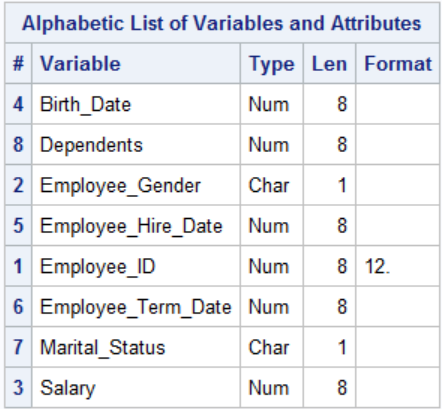 Alphabetic List of Variables and Attributes
# Variable Type Len Format
4 Birth_Date Num 8
8 Dependents Num 8
2 Employee_Gender Char 1
5 Employee_Hire_Date Num 8
1 Employee_ID Num 8 12.
6 Employee_Term_Date Num 8
7 Marital_Status Char 1
3 Salary Num 8